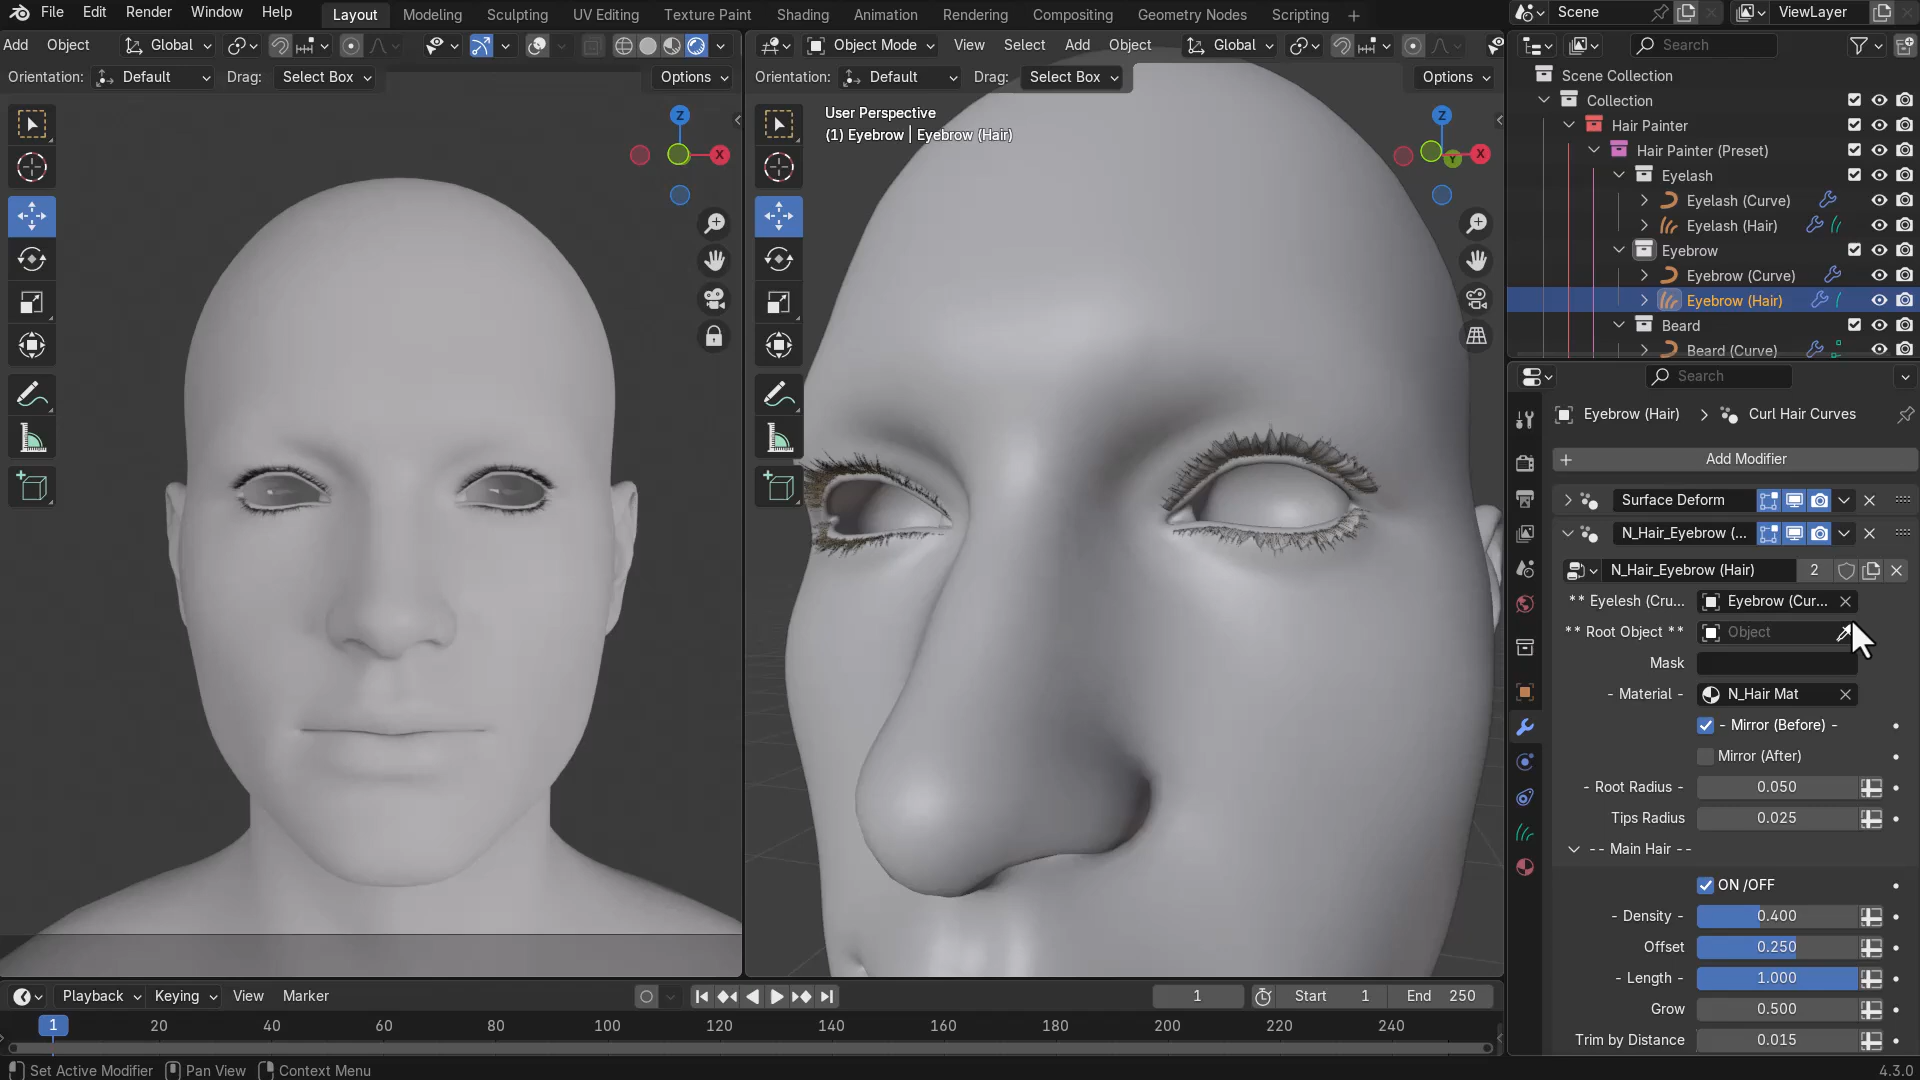 File Edit Render Window Help Layout Modeling Sculpting UV Editing Texture Paint Shading Animation Rendering Compositing Geometry Nodes Scripting + Scene ViewLayer
Add Object Global
Object Mode View Select Add Object Global
Search
Orientation: Default Drag: Select Box Options
Orientation: Default Drag: Select Box Options
User Perspective
(1) Eyebrow | Eyebrow (Hair)
Z
X
Z
Y
X
Scene Collection
Collection
Hair Painter
Hair Painter (Preset)
Eyelash
Eyelash (Curve)
Eyelash (Hair)
Eyebrow
Eyebrow (Curve)
Eyebrow (Hair)
Beard
Beard (Curve)
Search
Eyebrow (Hair) > Curl Hair Curves
+ Add Modifier
Surface Deform
N_Hair_Eyebrow (...
N_Hair_Eyebrow (Hair) 2
** Eyelesh (Cru... Eyebrow (Cur...
** Root Object ** Object
Mask
- Material - N_Hair Mat
- Mirror (Before) -
Mirror (After)
- Root Radius - 0.050
Tips Radius 0.025
-- Main Hair --
ON /OFF
- Density - 0.400
Offset 0.250
- Length - 1.000
Grow 0.500
Trim by Distance 0.015
Playback Keying View Marker 1 Start 1 End 250
1 20 40 60 80 100 120 140 160 180 200 220 240
Set Active Modifier Pan View Context Menu 4.3.0